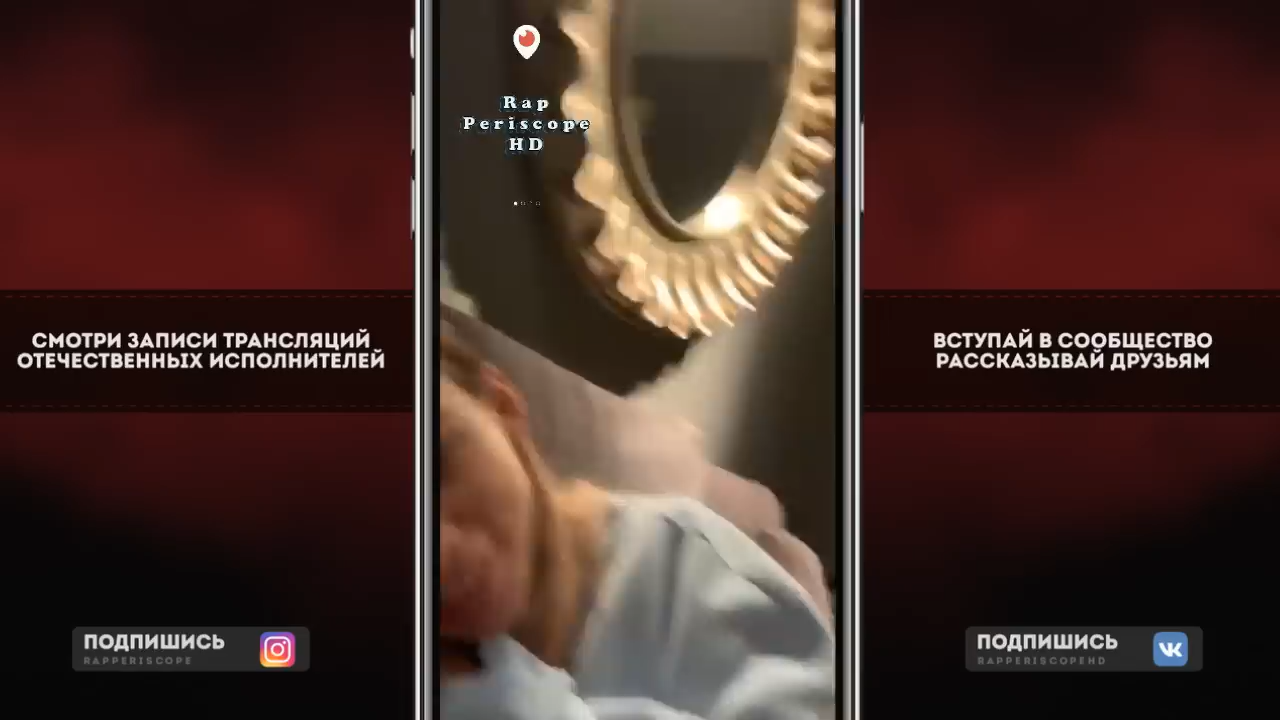 Rap
Periscope
HD
СМОТРИ ЗАПИСИ ТРАНСЛЯЦИЙ
ОТЕЧЕСТВЕННЫХ ИСПОЛНИТЕЛЕЙ
ВСТУПАЙ В СООБЩЕСТВО
РАССКАЗЫВАЙ ДРУЗЬЯМ
ПОДПИШИСЬ
RAPPERISCOPE
ПОДПИШИСЬ
RAPPERISCOPEHD